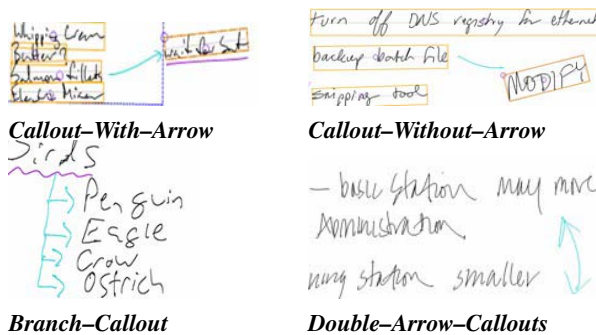 Whipping Cream
Butter?
Salmon fillets
Electric Mixer
wait for Sat
Callout–With–Arrow
turn off DNS registry for ethernet
backup batch file
MODIFY
snipping tool
Callout–Without–Arrow
Birds
Penguin
Eagle
Crow
Ostrich
Branch–Callout
– basic station may move
Administration
ning station smaller
Double–Arrow–Callouts